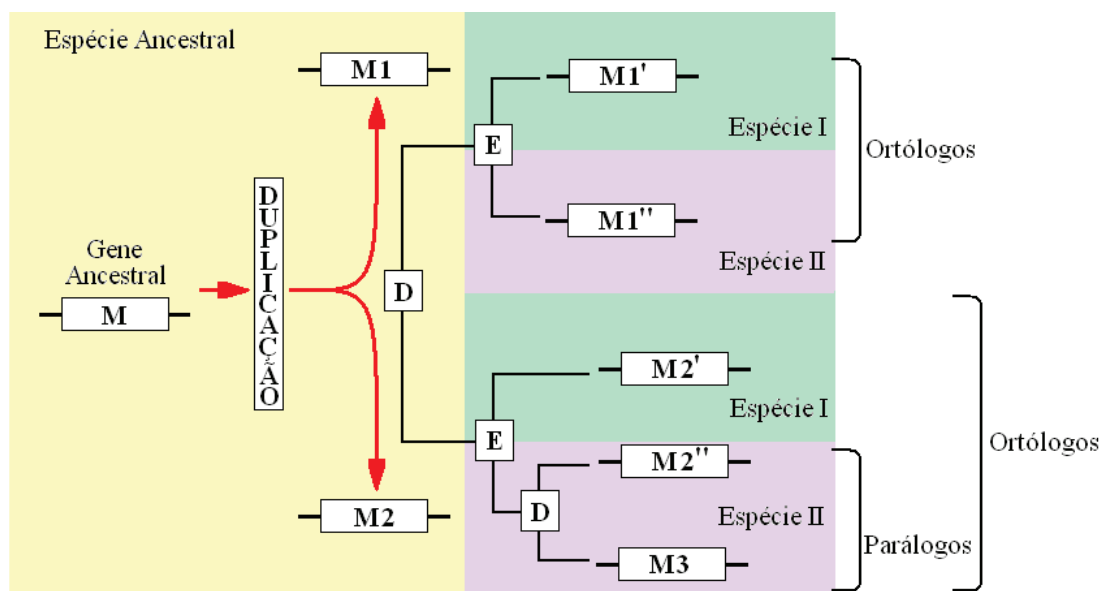 Espécie Ancestral
M1
Gene
Ancestral
M
DUPLICAÇÃO
M2
D
E
M1'
Espécie I
M1''
Espécie II
Ortólogos
E
M2'
Espécie I
D
M2''
Espécie II
M3
Parálogos
Ortólogos